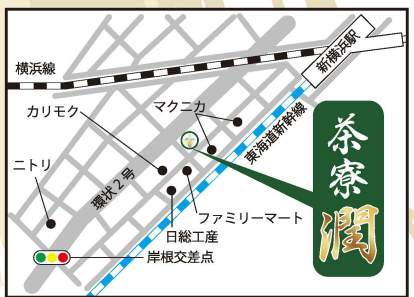 新横浜駅
横浜線
マクニカ
カリモク
東海道新幹線
ニトリ
環状2号
茶寮
潤
ファミリーマート
日総工産
岸根交差点